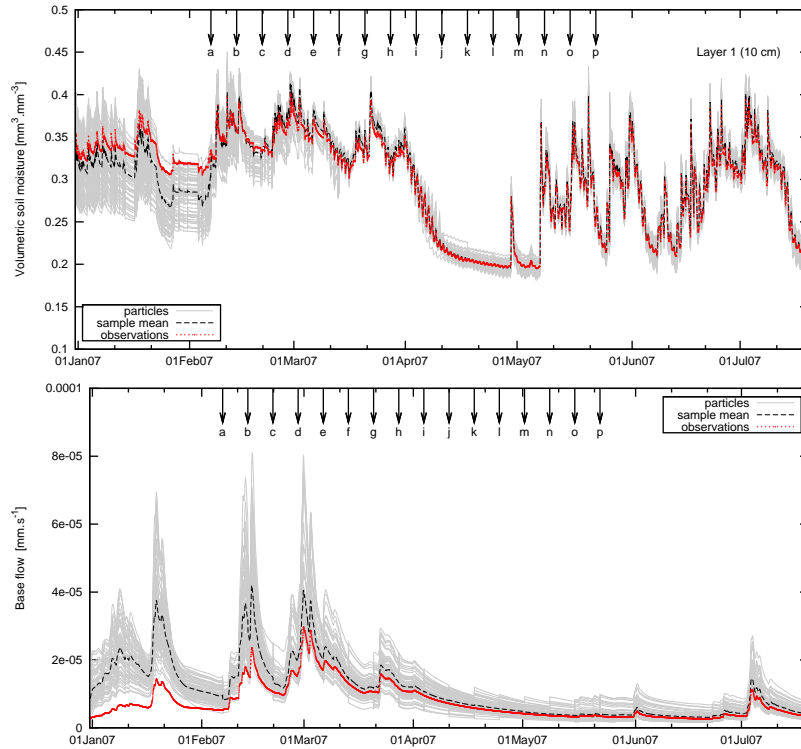 0.5
a b c d e f g h i j k l m n o p
Layer 1 (10 cm)
0.45
0.4
0.35
0.3
0.25
0.2
0.15
0.1
Volumetric soil moisture [mm³.mm⁻³]
particles
sample mean
observations
01Jan07 01Feb07 01Mar07 01Apr07 01May07 01Jun07 01Jul07
0.0001
a b c d e f g h i j k l m n o p
particles
sample mean
observations
8e-05
6e-05
4e-05
2e-05
0
Base flow [mm.s⁻¹]
01Jan07 01Feb07 01Mar07 01Apr07 01May07 01Jun07 01Jul07